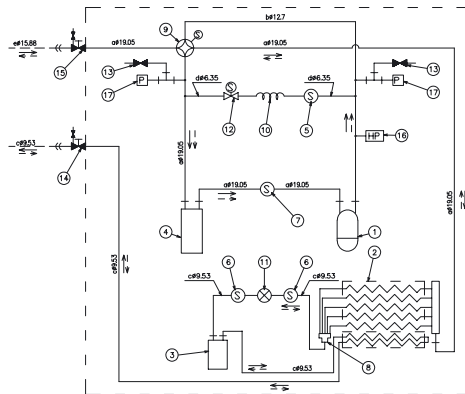 b#12.7
9
S
e#15.88
a#19.05
a#19.05
15
13
13
P
P
17
17
d#6.35
d#6.35
S
S
12
10
5
HP
16
c#9.53
14
a#19.05
a#19.05
a#19.05
S
a#19.05
4
7
1
6
11
6
2
c#9.53
c#9.53
S
S
c#9.53
3
8
c#9.53